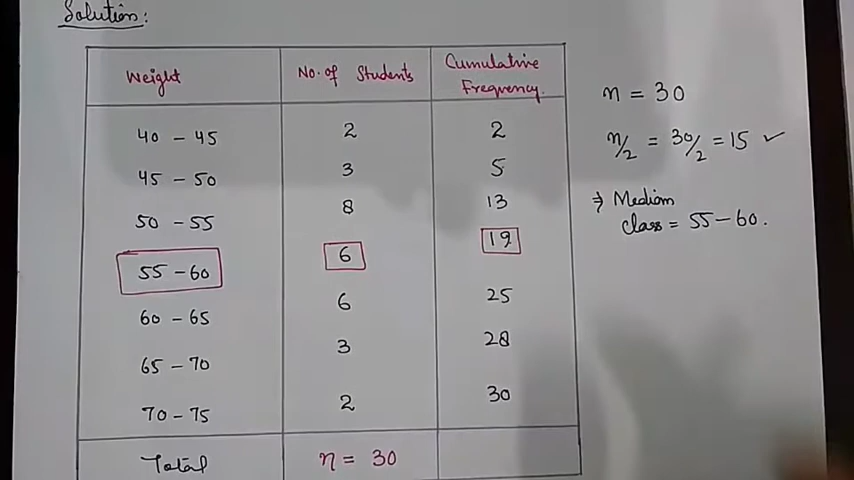 Solution:
Weight No. of Students Cumulative Frequency.
40 - 45 2 2
45 - 50 3 5
50 - 55 8 13
55 - 60 6 19
60 - 65 6 25
65 - 70 3 28
70 - 75 2 30
Total n = 30
n = 30
n/2 = 30/2 = 15 ✓
⇒ Median
class = 55 - 60.